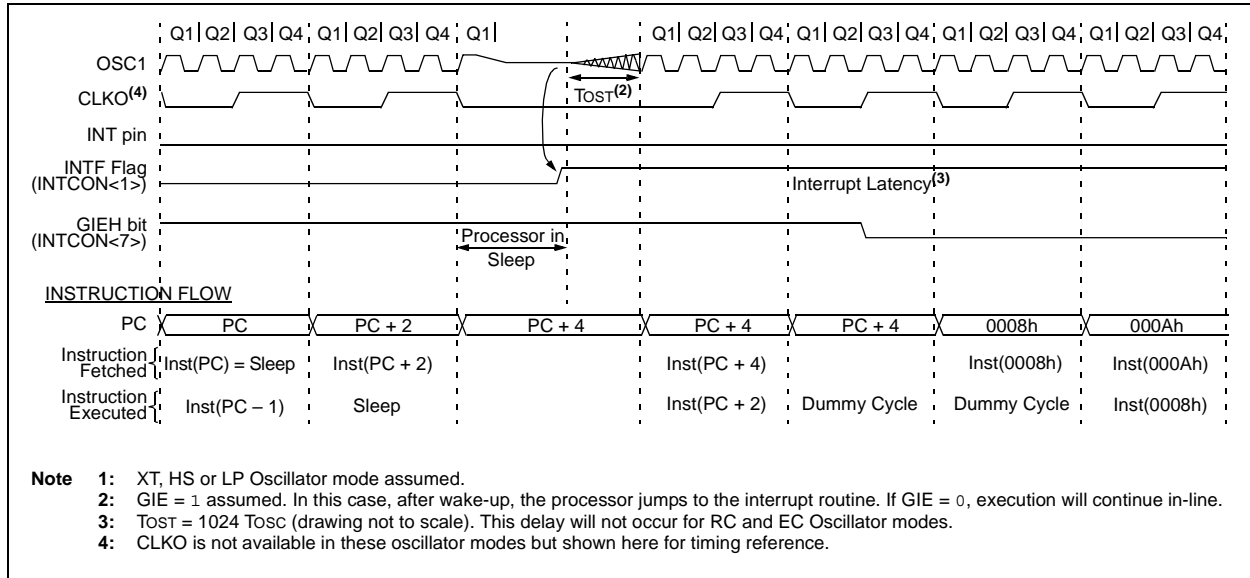 Q1 Q2 Q3 Q4 Q1 Q2 Q3 Q4 Q1 Q1 Q2 Q3 Q4 Q1 Q2 Q3 Q4 Q1 Q2 Q3 Q4 Q1 Q2 Q3 Q4
OSC1
TOST(2)
CLKO(4)
INT pin
INTF Flag
(INTCON<1>)
Interrupt Latency(3)
GIEH bit
(INTCON<7>)
Processor in
Sleep
INSTRUCTION FLOW
PC PC PC + 2 PC + 4 PC + 4 PC + 4 0008h 000Ah
Instruction
Fetched
Inst(PC) = Sleep Inst(PC + 2) Inst(PC + 4) Inst(0008h) Inst(000Ah)
Instruction
Executed
Inst(PC – 1) Sleep Inst(PC + 2) Dummy Cycle Dummy Cycle Inst(0008h)
Note 1: XT, HS or LP Oscillator mode assumed.
2: GIE = 1 assumed. In this case, after wake-up, the processor jumps to the interrupt routine. If GIE = 0, execution will continue in-line.
3: TOST = 1024 TOSC (drawing not to scale). This delay will not occur for RC and EC Oscillator modes.
4: CLKO is not available in these oscillator modes but shown here for timing reference.